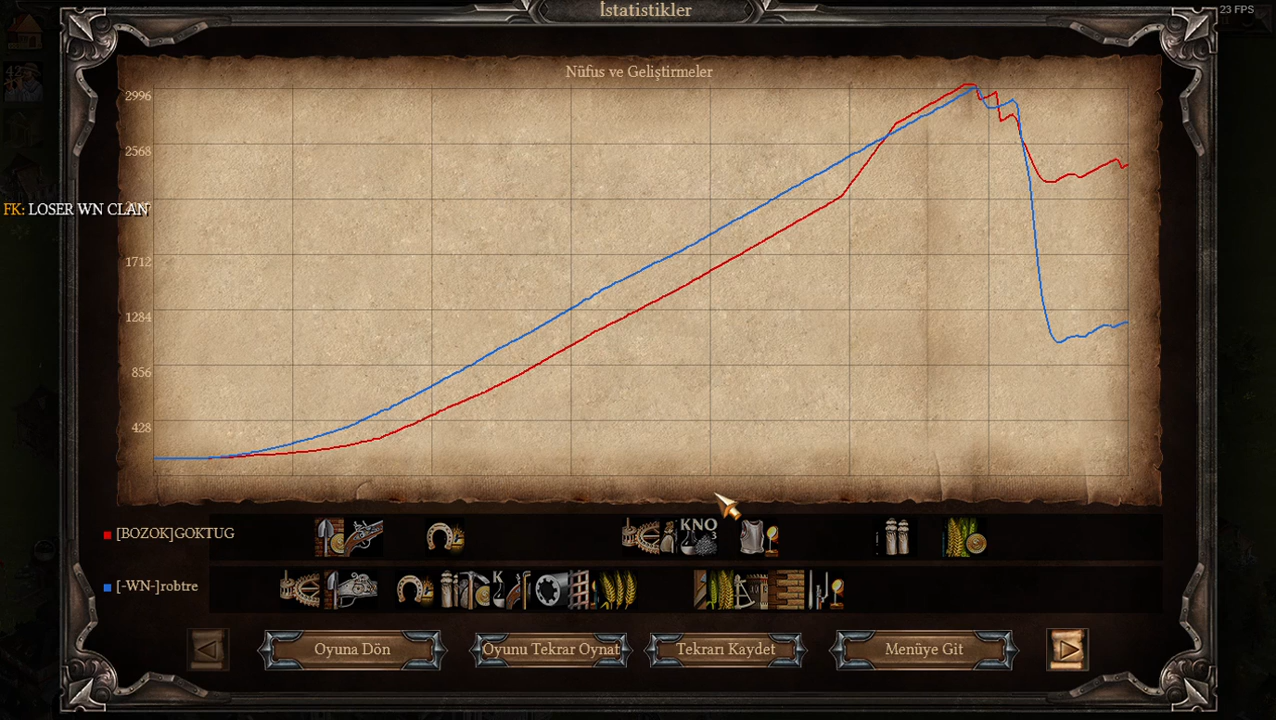 İstatistikler
23 FPS
Nüfus ve Geliştirmeler
2996
2568
FK: LOSER WN CLAN
1712
1284
856
428
[BOZOK]GOKTUG
KNO
3
[-WN-]robtre
K
Oyuna Dön
Oyunu Tekrar Oynat
Tekrarı Kaydet
Menüye Git